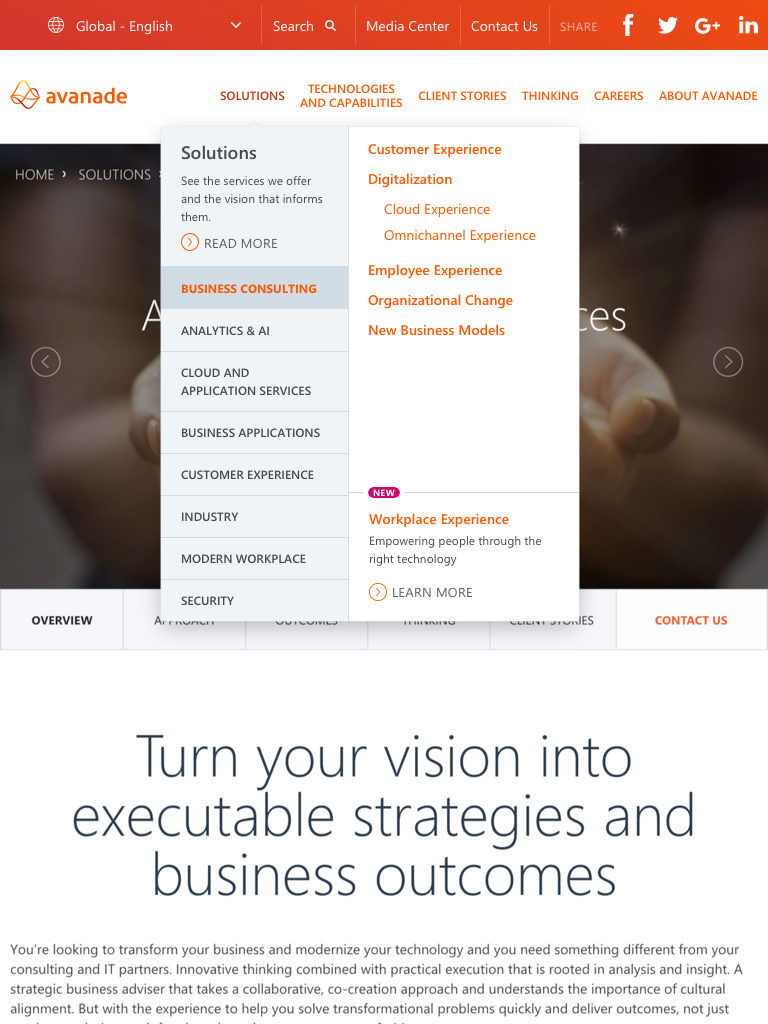 Global - English
Search
Media Center
Contact Us
SHARE
G+
in
avanade
SOLUTIONS
TECHNOLOGIES
AND CAPABILITIES
CLIENT STORIES
THINKING
CAREERS
ABOUT AVANADE
HOME › SOLUTIONS ›
Solutions
See the services we offer
and the vision that informs
them.
READ MORE
BUSINESS CONSULTING
ANALYTICS & AI
CLOUD AND
APPLICATION SERVICES
BUSINESS APPLICATIONS
CUSTOMER EXPERIENCE
INDUSTRY
MODERN WORKPLACE
SECURITY
Customer Experience
Digitalization
Cloud Experience
Omnichannel Experience
Employee Experience
Organizational Change
New Business Models
NEW
Workplace Experience
Empowering people through the
right technology
LEARN MORE
OVERVIEW
APPROACH
OUTCOMES
THINKING
CLIENT STORIES
CONTACT US
Turn your vision into
executable strategies and
business outcomes
You're looking to transform your business and modernize your technology and you need something different from your
consulting and IT partners. Innovative thinking combined with practical execution that is rooted in analysis and insight. A
strategic business adviser that takes a collaborative, co-creation approach and understands the importance of cultural
alignment. But with the experience to help you solve transformational problems quickly and deliver outcomes, not just